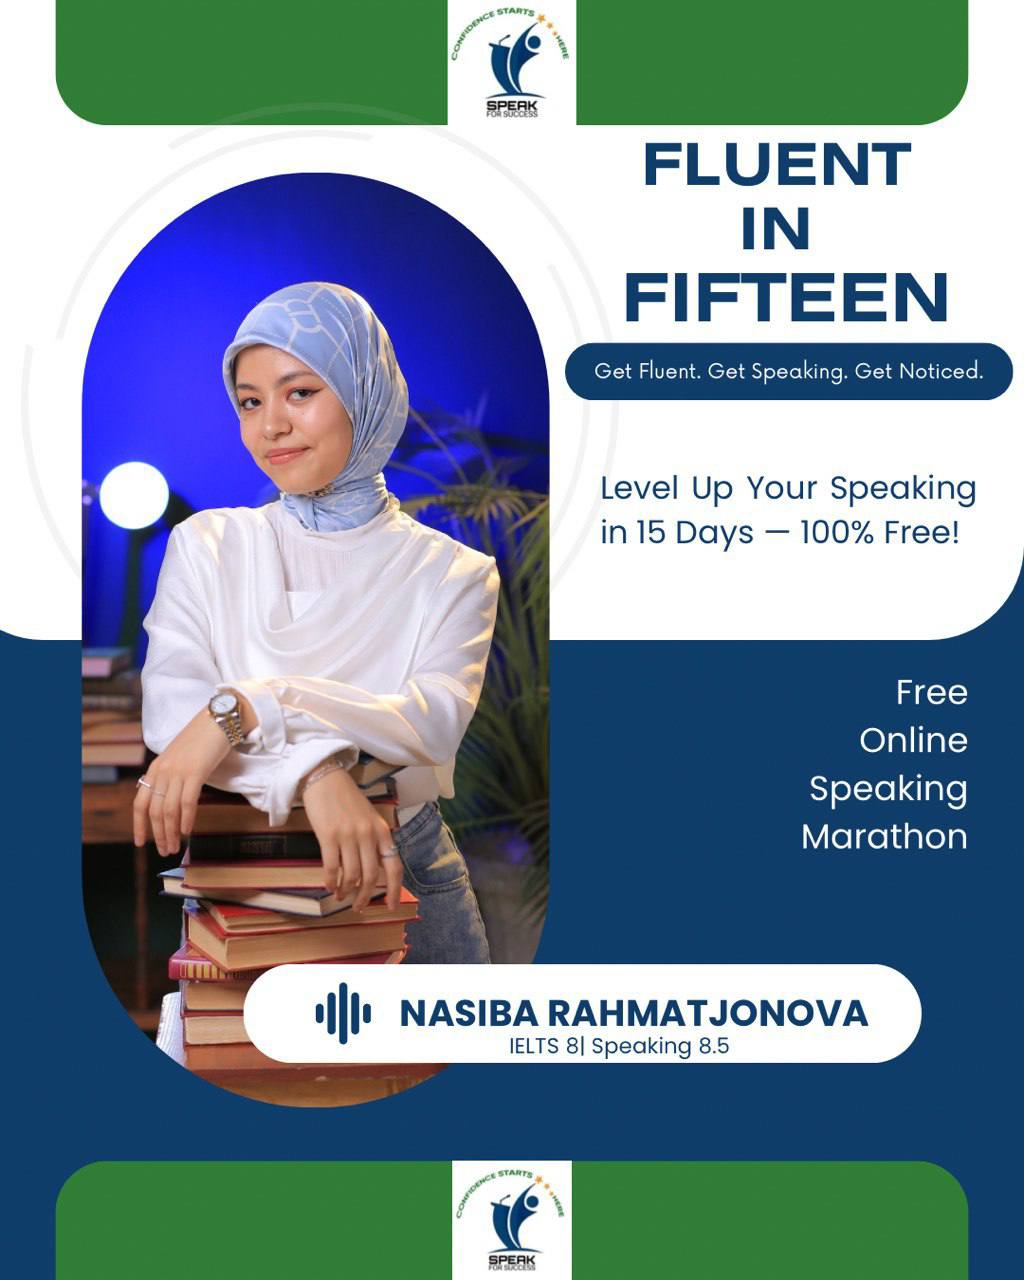 CONFIDENCE STARTS HERE
SPEAK
FOR SUCCESS
FLUENT
IN
FIFTEEN
Get Fluent. Get Speaking. Get Noticed.
Level Up Your Speaking
in 15 Days — 100% Free!
Free
Online
Speaking
Marathon
NASIBA RAHMATJONOVA
IELTS 8| Speaking 8.5
CONFIDENCE STARTS HERE
SPEAK
FOR SUCCESS